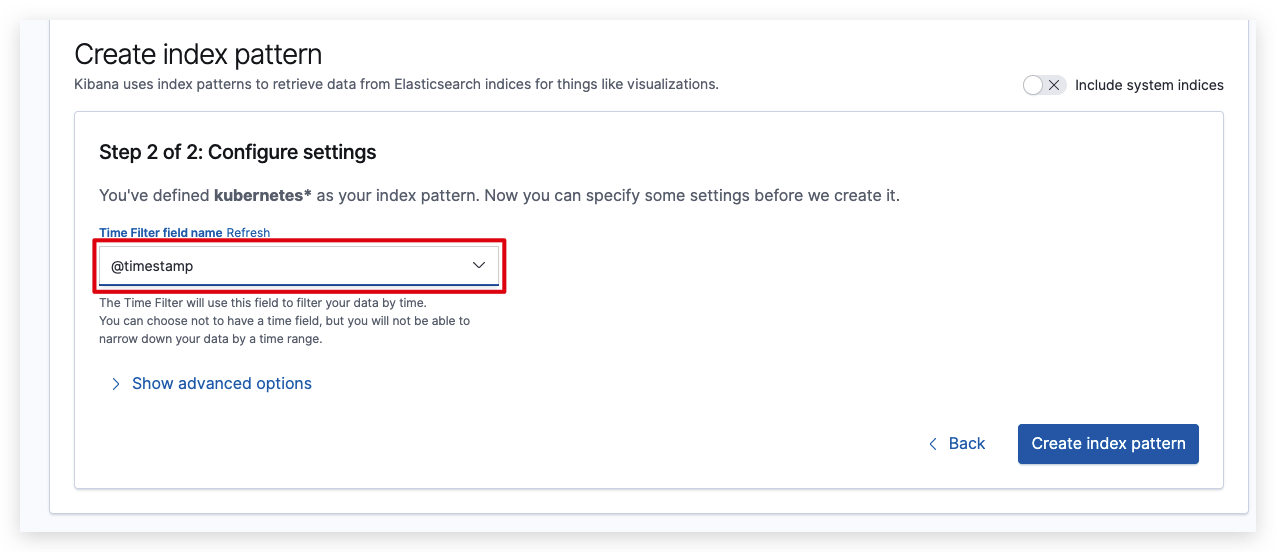 Create index pattern
Kibana uses index patterns to retrieve data from Elasticsearch indices for things like visualizations.
Include system indices
Step 2 of 2: Configure settings
You've defined kubernetes* as your index pattern. Now you can specify some settings before we create it.
Time Filter field name Refresh
@timestamp
The Time Filter will use this field to filter your data by time.
You can choose not to have a time field, but you will not be able to
narrow down your data by a time range.
Show advanced options
Back
Create index pattern